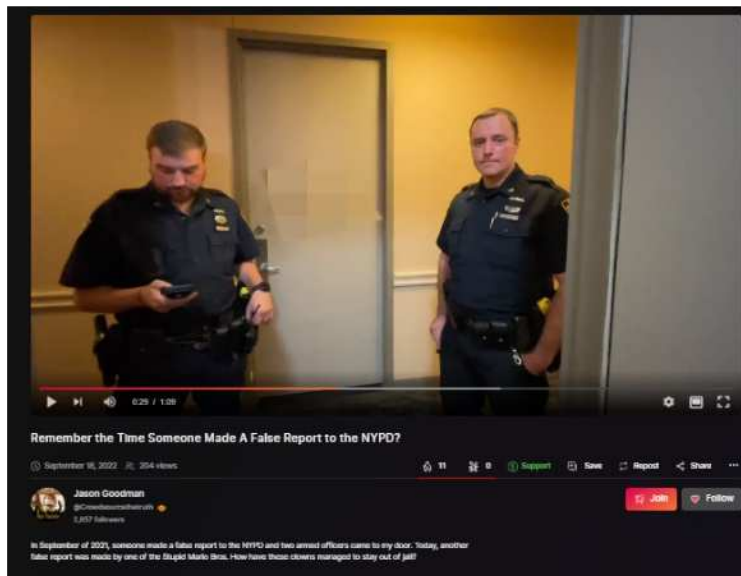 0:29 / 1:09
Remember the Time Someone Made A False Report to the NYPD?
September 18, 2022 204 views
11 0 Support Save Repost Share
Jason Goodman
@Crowdsourcethetruth
2,857 followers
Join Follow
In September of 2021, someone made a false report to the NYPD and two armed officers came to my door. Today, another
false report was made by one of the Stupid Mario Bros. How have these clowns managed to stay out of jail?